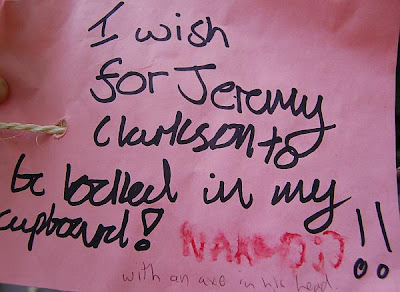 I wish
for Jeremy
Clarkson to
be locked in my
cupboard!
NAKED!!
with an axe in his head.